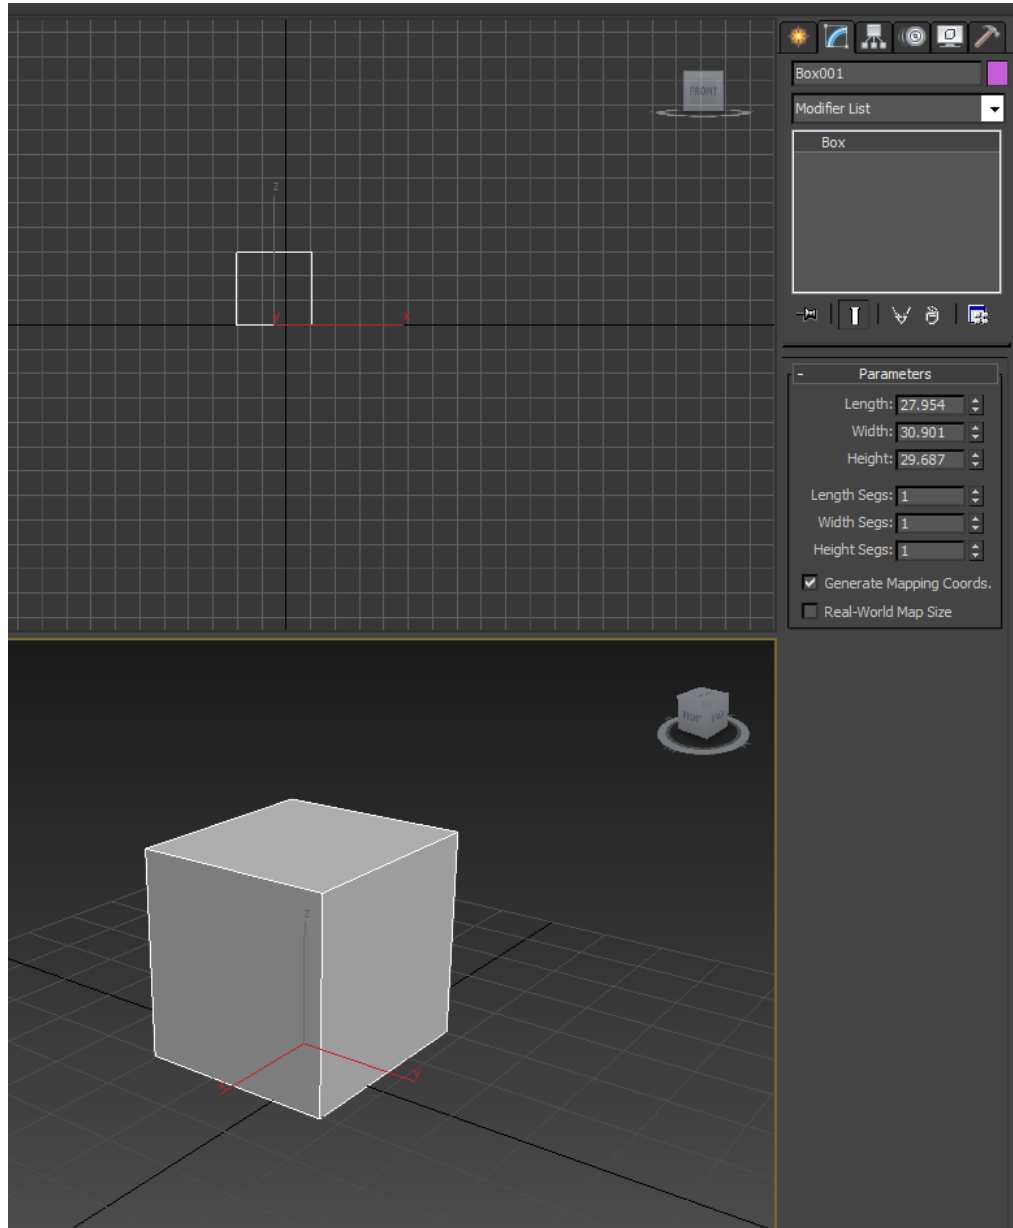 FRONT
z
Y
x
Box001
Modifier List
Box
- Parameters
Length: 27.954
Width: 30.901
Height: 29.687
Length Segs: 1
Width Segs: 1
Height Segs: 1
Generate Mapping Coords.
Real-World Map Size
z
x
y